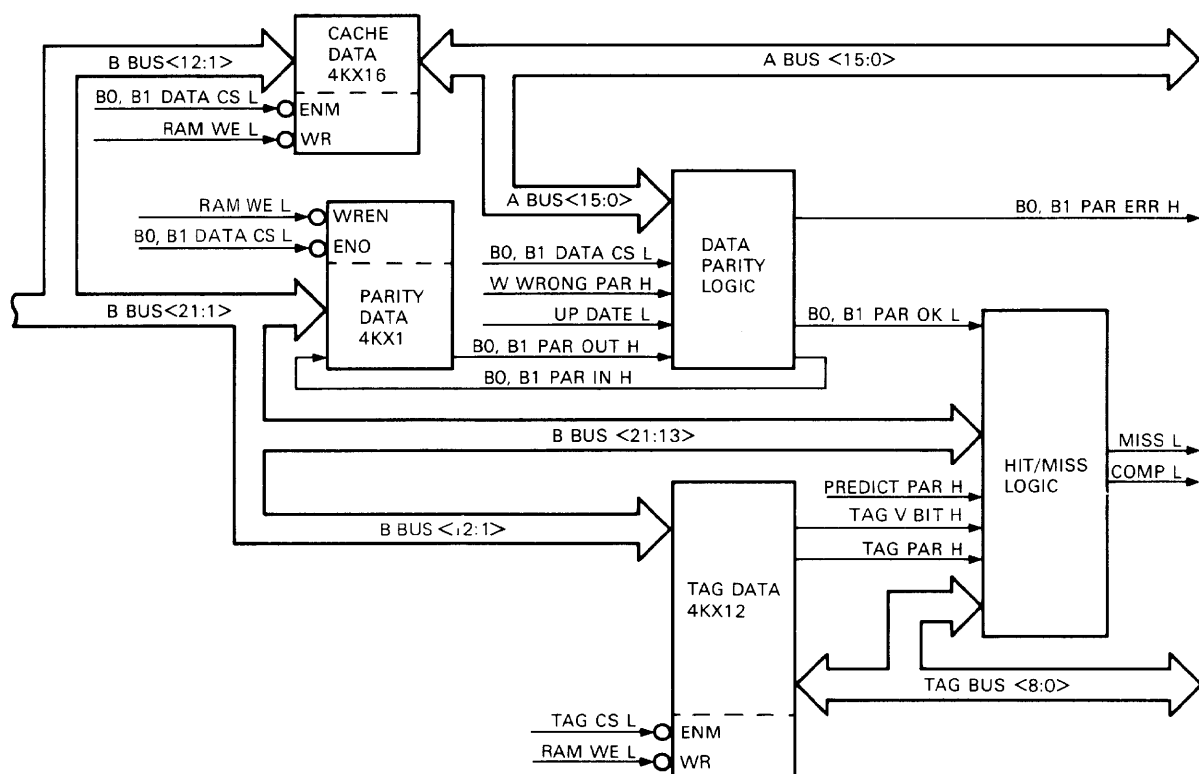 CACHE
DATA
4KX16
B BUS<12:1>
A BUS <15:0>
B0, B1 DATA CS L
ENM
RAM WE L
WR
A BUS<15:0>
RAM WE L
WREN
B0, B1 DATA CS L
ENO
PARITY
DATA
4KX1
B BUS<21:1>
DATA
PARITY
LOGIC
B0, B1 DATA CS L
W WRONG PAR H
UP DATE L
B0, B1 PAR OUT H
B0, B1 PAR IN H
B0, B1 PAR ERR H
B0, B1 PAR OK L
B BUS <21:13>
HIT/MISS
LOGIC
MISS L
COMP L
PREDICT PAR H
TAG V BIT H
TAG PAR H
B BUS <12:1>
TAG DATA
4KX12
TAG BUS <8:0>
TAG CS L
ENM
RAM WE L
WR